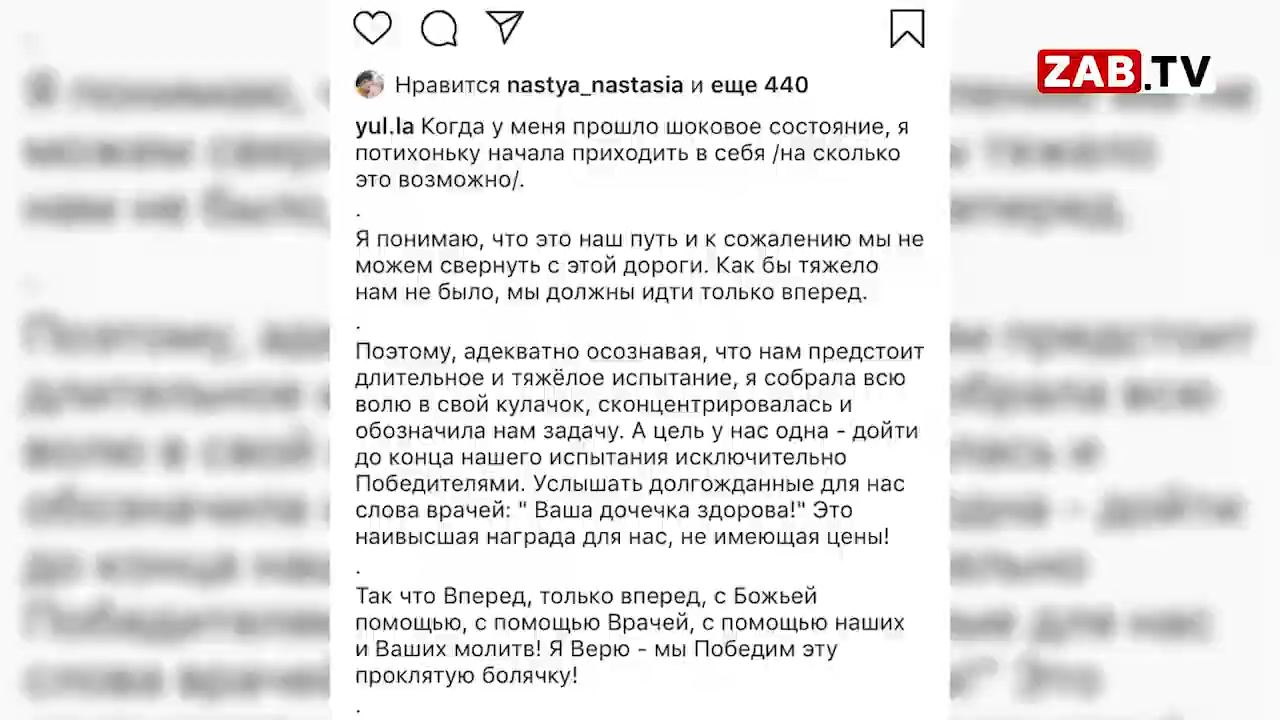 ZAB.TV
Нравится nastya_nastasia и еще 440
yul.la Когда у меня прошло шоковое состояние, я
потихоньку начала приходить в себя /на сколько
это возможно/.
.
Я понимаю, что это наш путь и к сожалению мы не
можем свернуть с этой дороги. Как бы тяжело
нам не было, мы должны идти только вперед.
.
Поэтому, адекватно осознавая, что нам предстоит
длительное и тяжёлое испытание, я собрала всю
волю в свой кулачок, сконцентрировалась и
обозначила нам задачу. А цель у нас одна - дойти
до конца нашего испытания исключительно
Победителями. Услышать долгожданные для нас
слова врачей: " Ваша дочечка здорова!" Это
наивысшая награда для нас, не имеющая цены!
.
Так что Вперед, только вперед, с Божьей
помощью, с помощью Врачей, с помощью наших
и Ваших молитв! Я Верю - мы Победим эту
проклятую болячку!
.